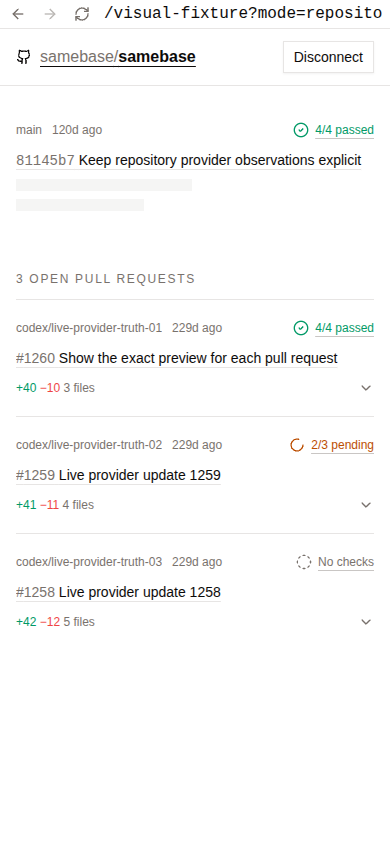 /visual-fixture?mode=reposito
samebase/samebase
Disconnect
main 120d ago
4/4 passed
81145b7 Keep repository provider observations explicit
3 OPEN PULL REQUESTS
codex/live-provider-truth-01 229d ago
4/4 passed
#1260 Show the exact preview for each pull request
+40 −10 3 files
codex/live-provider-truth-02 229d ago
2/3 pending
#1259 Live provider update 1259
+41 −11 4 files
codex/live-provider-truth-03 229d ago
No checks
#1258 Live provider update 1258
+42 −12 5 files